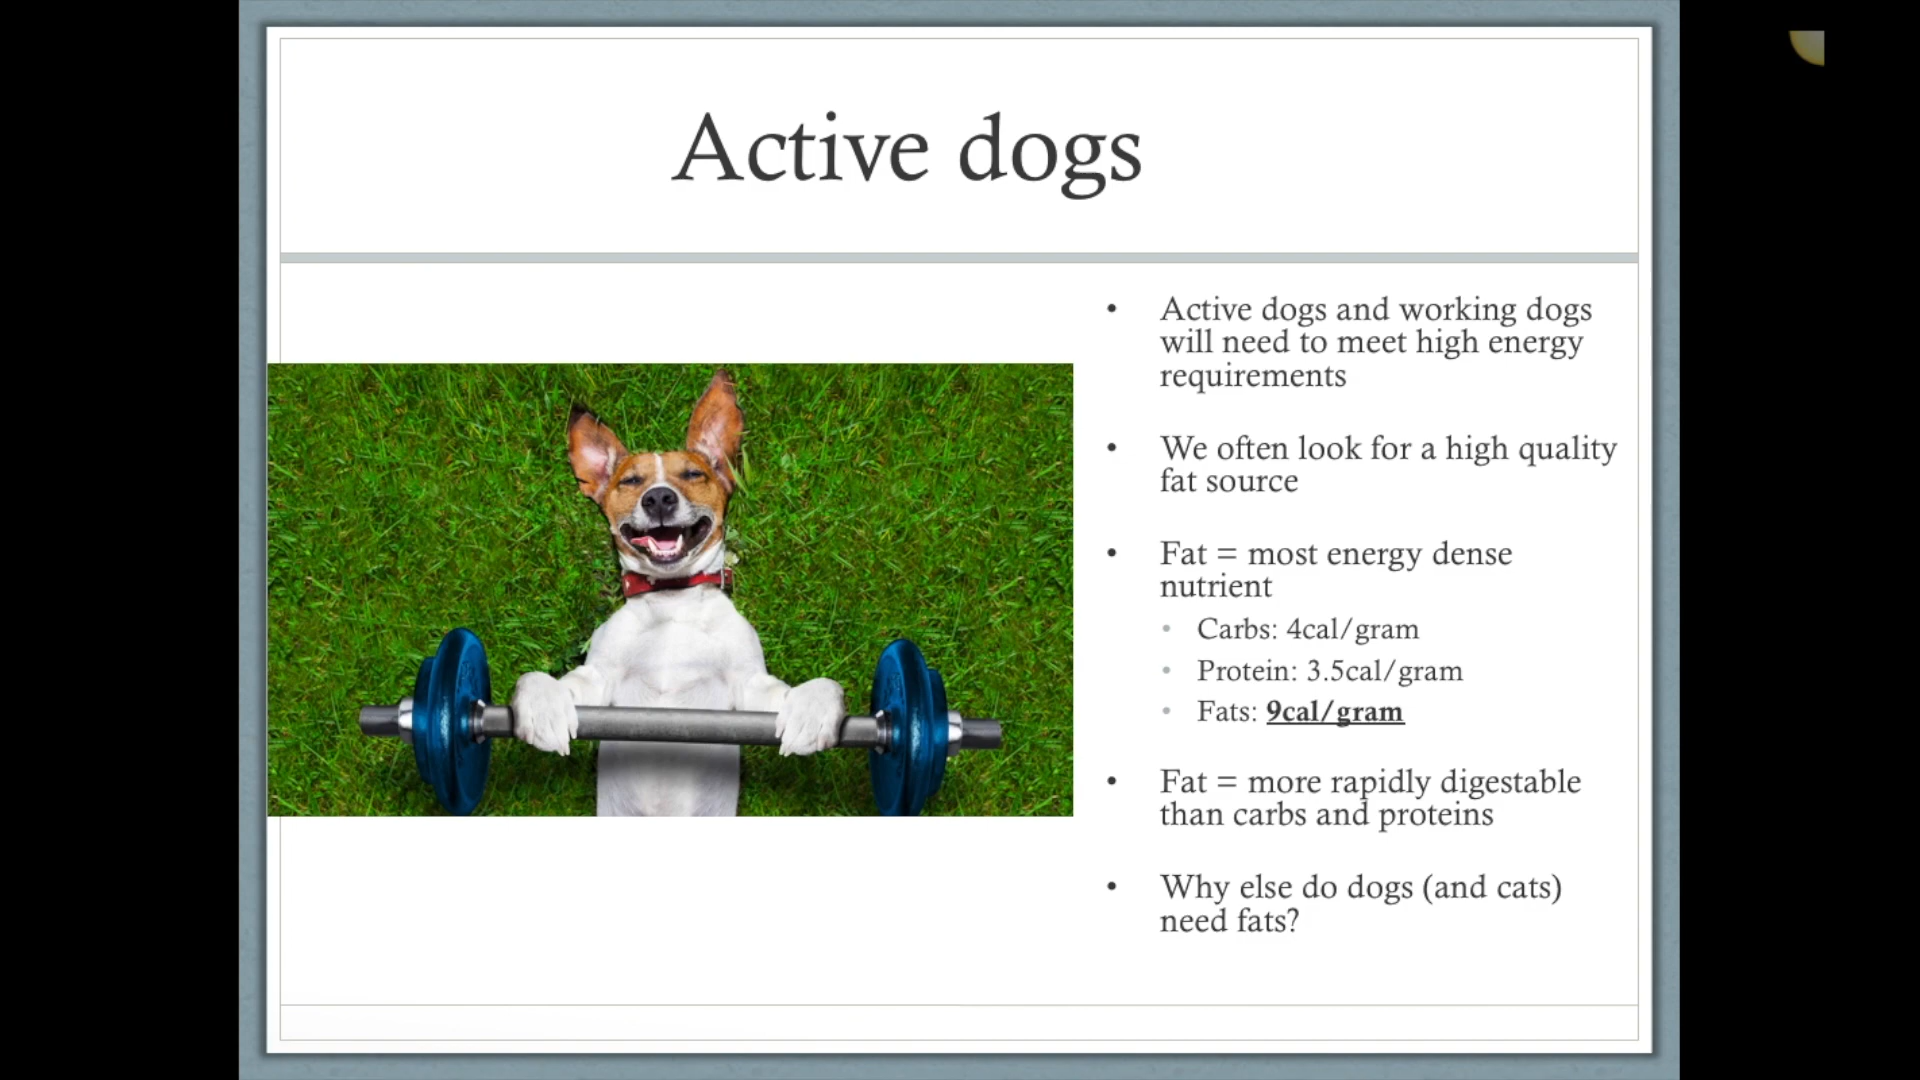 Active dogs
• Active dogs and working dogs
will need to meet high energy
requirements
• We often look for a high quality
fat source
• Fat = most energy dense
nutrient
• Carbs: 4cal/gram
• Protein: 3.5cal/gram
• Fats: 9cal/gram
• Fat = more rapidly digestable
than carbs and proteins
• Why else do dogs (and cats)
need fats?